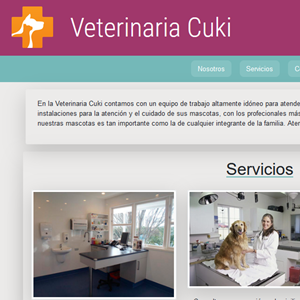 Veterinaria Cuki
Nosotros
Servicios
C
En la Veterinaria Cuki contamos con un equipo de trabajo altamente idóneo para atende
instalaciones para la atención y el cuidado de sus mascotas, con los profecionales más
nuestras mascotas es tan importante como la de cualquier integrante de la familia. Aten
Servicios